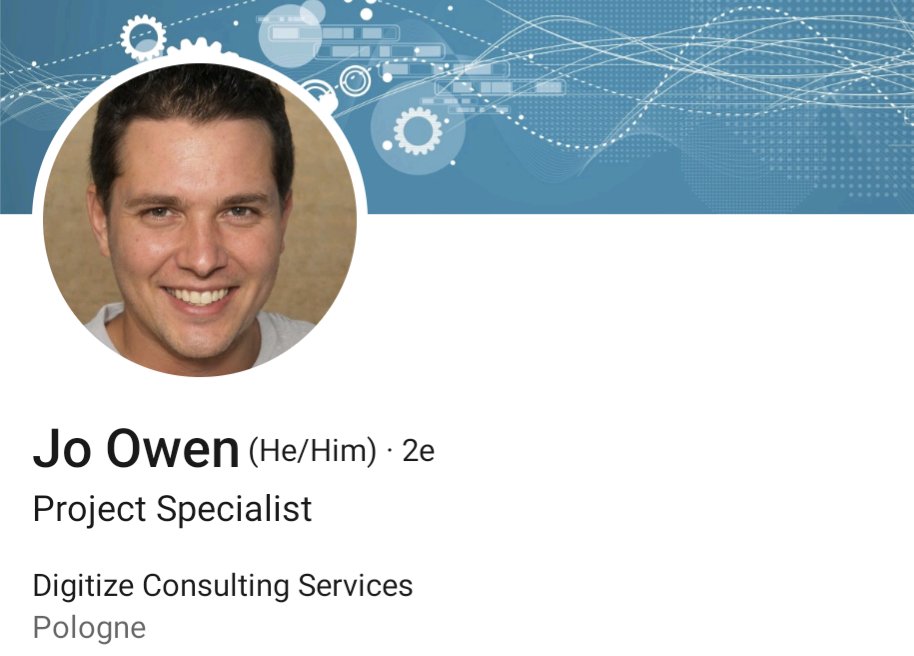 Jo Owen (He/Him) · 2e
Project Specialist
Digitize Consulting Services
Pologne